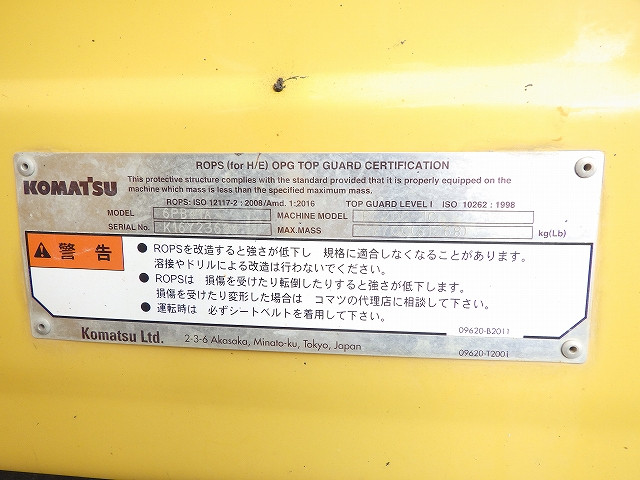 ROPS (for H/E) OPG TOP GUARD CERTIFICATION
KOMATSU
This protective structure complies with the standard provided that it is properly equipped on the
machine which mass is less than the specified maximum mass.
ROPS: ISO 12117-2 : 2008/Amd. 1:2016 TOP GUARD LEVEL I ISO 10262 : 1998
MODEL MACHINE MODEL
SERIAL No. MAX.MASS kg(Lb)
警告
● ROPSを改造すると強さが低下し 規格に適合しなくなることがあります。
溶接やドリルによる改造は行わないでください。
● ROPSは 損傷を受けたり転倒したりすると強さが低下します。
損傷を受けたり変形した場合は コマツの代理店に相談して下さい。
● 運転時は 必ずシートベルトを着用して下さい。
09620-B2011
Komatsu Ltd. 2-3-6 Akasaka, Minato-ku, Tokyo, Japan
09620-T2001